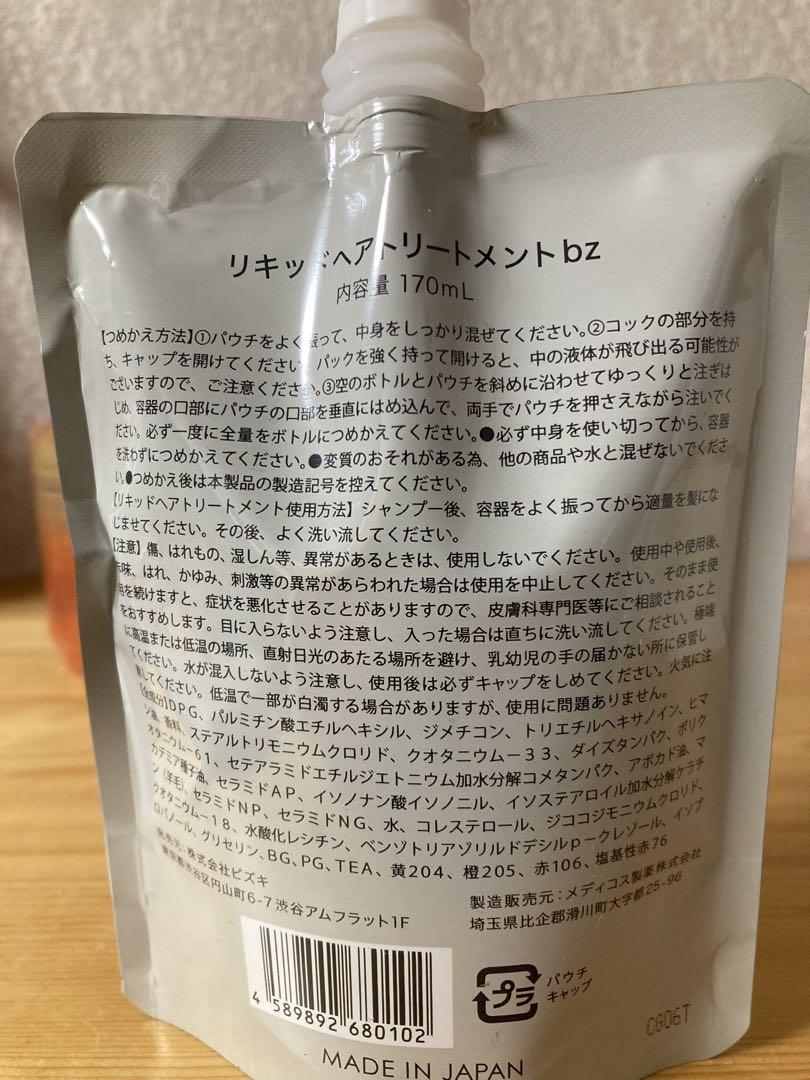 リキッドヘアトリートメントbz
内容量 170mL
【つめかえ方法】①パウチをよく振って、中身をしっかり混ぜてください。②コックの部分を持
ち、キャップを開けてください。パックを強く持って開けると、中の液体が飛び出る可能性が
ございますので、ご注意ください。③空のボトルとパウチを斜めに沿わせてゆっくりと注ぎは
じめ、容器の口部にパウチの口部を垂直にはめ込んで、両手でパウチを押さえながら注いでく
ださい。必ず一度に全量をボトルにつめかえてください。●必ず中身を使い切ってから、容器
を洗わずにつめかえてください。●変質のおそれがある為、他の商品や水と混ぜないでくださ
い。●つめかえ後は本製品の製造記号を控えてください。
【リキッドヘアトリートメント使用方法】シャンプー後、容器をよく振ってから適量を髪にな
じませてください。その後、よく洗い流してください。
【注意】傷、はれもの、湿しん等、異常があるときは、使用しないでください。使用中や使用後、
赤味、はれ、かゆみ、刺激等の異常があらわれた場合は使用を中止してください。そのまま使
用を続けますと、症状を悪化させることがありますので、皮膚科専門医等にご相談されること
をおすすめします。目に入らないよう注意し、入った場合は直ちに洗い流してください。極端
に高温または低温の場所、直射日光のあたる場所を避け、乳幼児の手の届かない所に保管し
てください。水が混入しないよう注意し、使用後は必ずキャップをしめてください。火気に注
意してください。低温で一部が白濁する場合がありますが、使用に問題ありません。
【全成分】DPG、パルミチン酸エチルヘキシル、ジメチコン、トリエチルヘキサノイン、ヒマ
シ油、香料、ステアルトリモニウムクロリド、クオタニウム－33、ダイズタンパク、ポリク
オタニウム－61、セテアラミドエチルジエトニウム加水分解コメタンパク、アボカド油、マ
カデミア種子油、セラミドAP、イソノナン酸イソノニル、イソステアロイル加水分解ケラチ
ン(羊毛)、セラミドNP、セラミドNG、水、コレステロール、ジココジモニウムクロリド、
クオタニウム－18、水酸化レシチン、ベンゾトリアゾリルドデシルp－クレゾール、イソプ
ロパノール、グリセリン、BG、PG、TEA、黄204、橙205、赤106、塩基性赤76
発売元：株式会社ビズキ
東京都渋谷区円山町6-7渋谷アムフラット1F
製造販売元：メディコス製薬株式会社
埼玉県比企郡滑川町大字都25-96
4 589892 680102
プラ
パウチ
キャップ
CG06T
MADE IN JAPAN